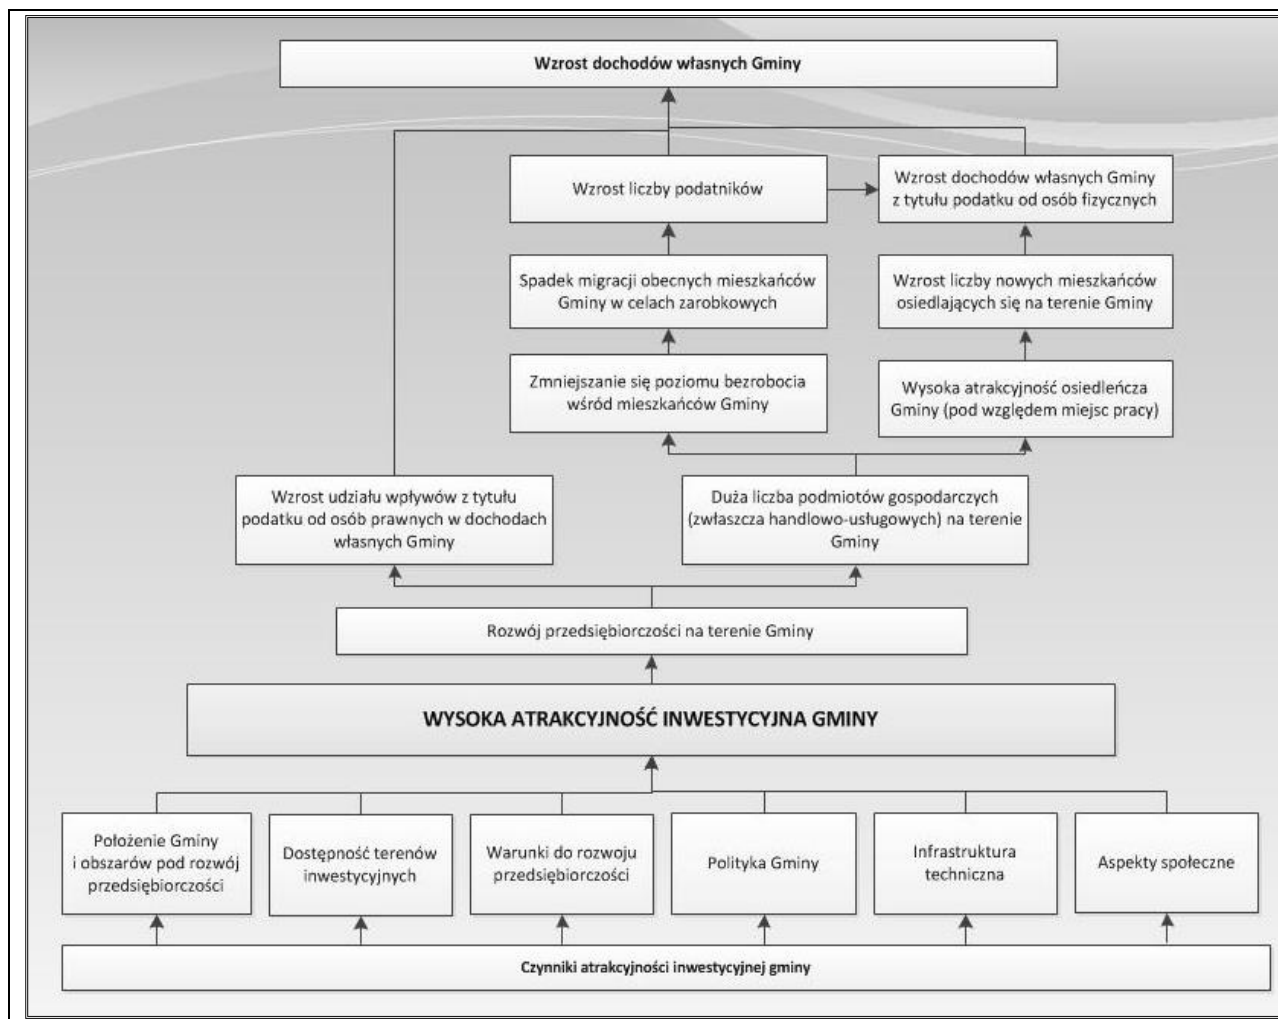 Wzrost dochodów własnych Gminy
Wzrost liczby podatników
Wzrost dochodów własnych Gminy
z tytułu podatku od osób fizycznych
Spadek migracji obecnych mieszkańców
Gminy w celach zarobkowych
Wzrost liczby nowych mieszkańców
osiedlających się na terenie Gminy
Zmniejszanie się poziomu bezrobocia
wśród mieszkańców Gminy
Wysoka atrakcyjność osiedleńcza
Gminy (pod względem miejsc pracy)
Wzrost udziału wpływów z tytułu
podatku od osób prawnych w dochodach
własnych Gminy
Duża liczba podmiotów gospodarczych
(zwłaszcza handlowo-usługowych) na terenie
Gminy
Rozwój przedsiębiorczości na terenie Gminy
WYSOKA ATRAKCYJNOŚĆ INWESTYCYJNA GMINY
Położenie Gminy
i obszarów pod rozwój
przedsiębiorczości
Dostępność terenów
inwestycyjnych
Warunki do rozwoju
przedsiębiorczości
Polityka Gminy
Infrastruktura
techniczna
Aspekty społeczne
Czynniki atrakcyjności inwestycyjnej gminy